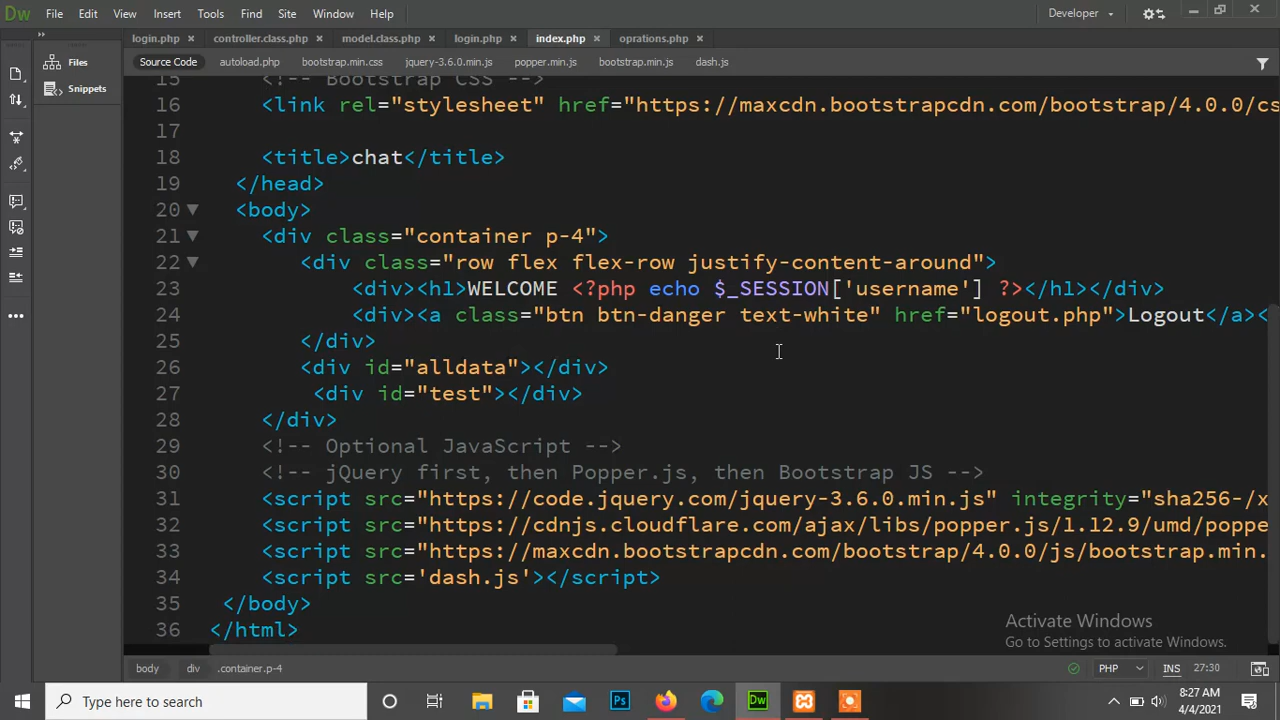 Dw File Edit View Insert Tools Find Site Window Help Developer
login.php controller.class.php model.class.php login.php index.php oprations.php
Source Code autoload.php bootstrap.min.css jquery-3.6.0.min.js popper.min.js bootstrap.min.js dash.js
Files
Snippets
15 <!-- Bootstrap CSS -->
16 <link rel="stylesheet" href="https://maxcdn.bootstrapcdn.com/bootstrap/4.0.0/cs
17
18 <title>chat</title>
19 </head>
20 <body>
21 <div class="container p-4">
22 <div class="row flex flex-row justify-content-around">
23 <div><h1>WELCOME <?php echo $_SESSION['username'] ?></h1></div>
24 <div><a class="btn btn-danger text-white" href="logout.php">Logout</a><
25 </div>
26 <div id="alldata"></div>
27 <div id="test"></div>
28 </div>
29 <!-- Optional JavaScript -->
30 <!-- jQuery first, then Popper.js, then Bootstrap JS -->
31 <script src="https://code.jquery.com/jquery-3.6.0.min.js" integrity="sha256-/x
32 <script src="https://cdnjs.cloudflare.com/ajax/libs/popper.js/1.12.9/umd/poppe
33 <script src="https://maxcdn.bootstrapcdn.com/bootstrap/4.0.0/js/bootstrap.min.
34 <script src='dash.js'></script>
35 </body>
36 </html>
Activate Windows
Go to Settings to activate Windows.
body div .container.p-4 PHP INS 27:30
Type here to search Ps Dw 8:27 AM
4/4/2021